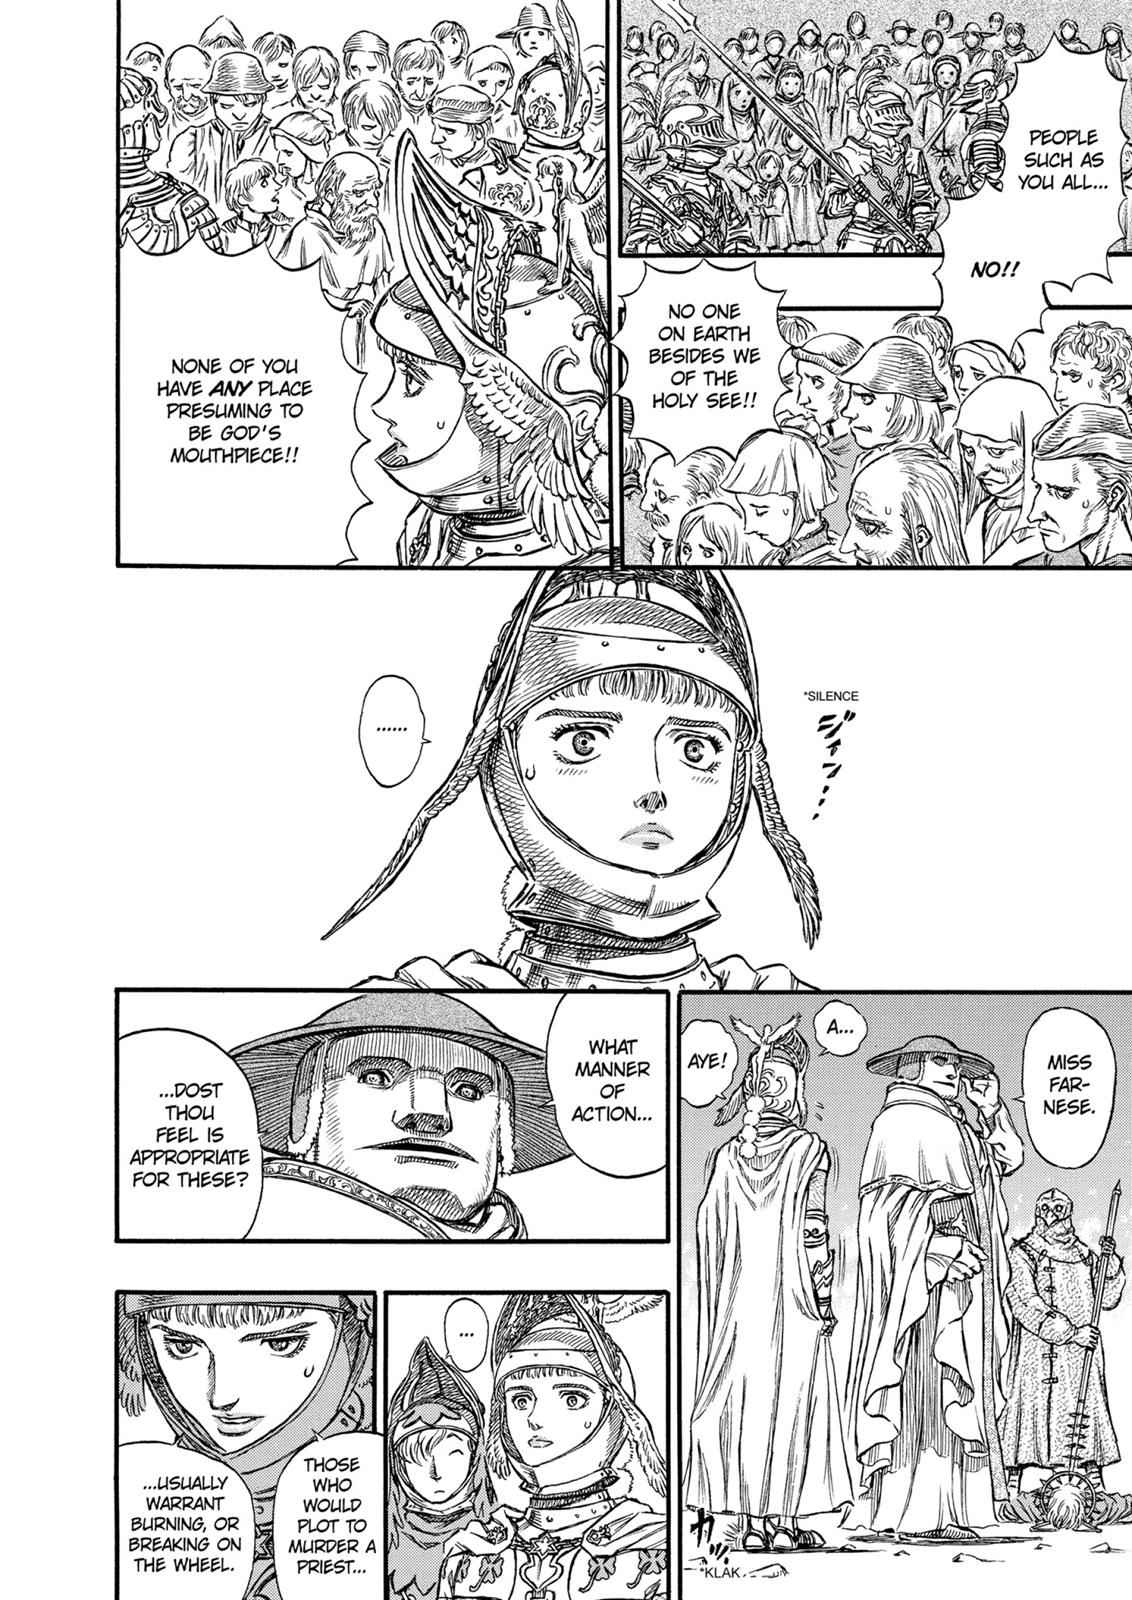 PEOPLE
SUCH AS
YOU ALL...
NO!!
NO ONE
ON EARTH
BESIDES WE
OF THE
HOLY SEE!!
NONE OF YOU
HAVE ANY PLACE
PRESUMING TO
BE GOD'S
MOUTHPIECE!!
*SILENCE
ジィン…
......
MISS
FAR-
NESE.
A...
AYE!
*KLAK
カッ
WHAT
MANNER
OF
ACTION...
...DOST
THOU
FEEL IS
APPROPRIATE
FOR THESE?
...
THOSE
WHO
WOULD
PLOT TO
MURDER A
PRIEST...
...USUALLY
WARRANT
BURNING, OR
BREAKING ON
THE WHEEL.